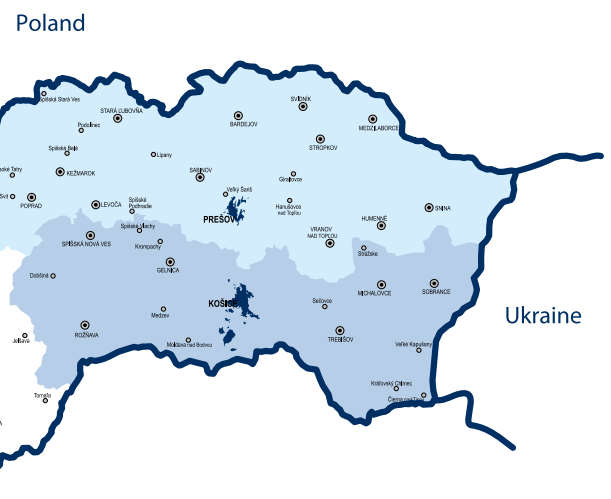 Poland
Spišská Stará Ves
SVIDNÍK
STARÁ ĽUBOVŇA
BARDEJOV
MEDZILABORCE
Podolínec
STROPKOV
Spišská Belá
Lipany
KEŽMAROK
SABINOV
Giraltovce
Svit
POPRAD
LEVOČA
Spišské
Podhradie
Veľký Šariš
Hanušovce
nad Topľou
SNINA
PREŠOV
HUMENNÉ
Spišské Vlachy
VRANOV
NAD TOPĽOU
SPIŠSKÁ NOVÁ VES
Krompachy
Strážske
GELNICA
Dobšiná
MICHALOVCE
SOBRANCE
KOŠICE
Sečovce
Medzev
Ukraine
ROŽŇAVA
TREBIŠOV
Jelšava
Moldava nad Bodvou
Veľké Kapušany
Kráľovský Chlmec
Tornaľa